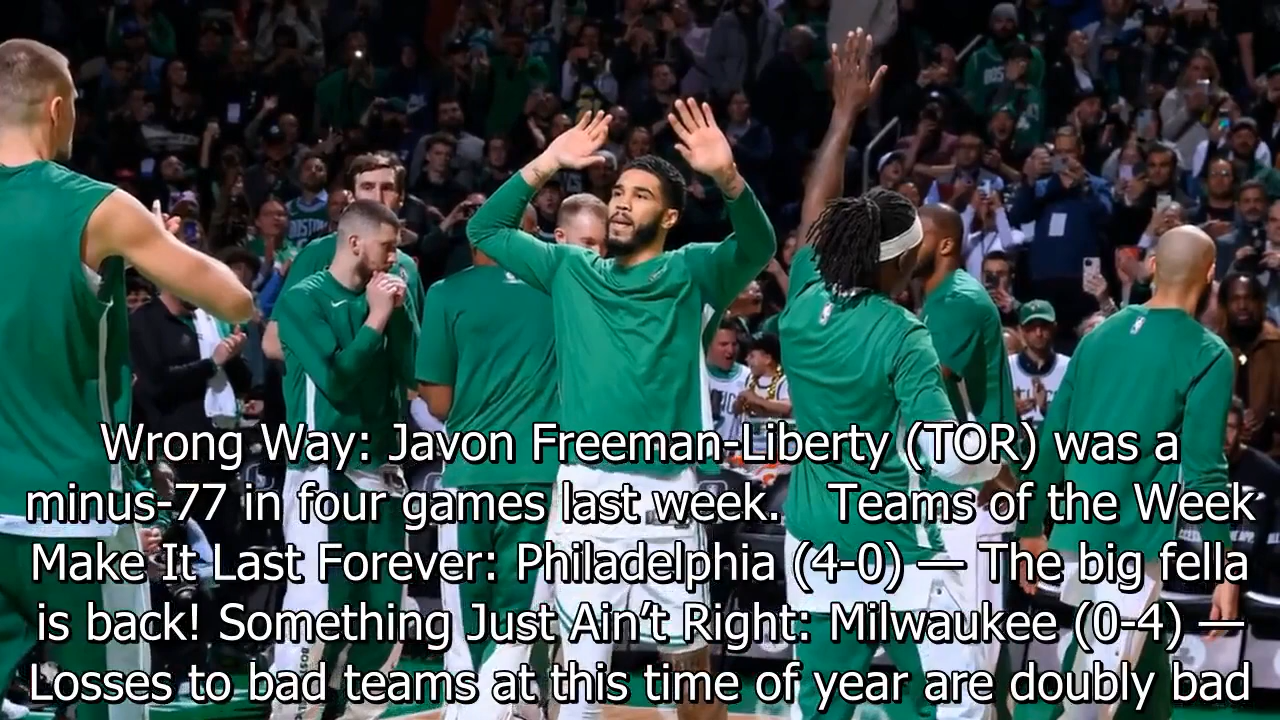 BOSTON
Wrong Way: Javon Freeman-Liberty (TOR) was a
minus-77 in four games last week. Teams of the Week
Make It Last Forever: Philadelphia (4-0) — The big fella
is back! Something Just Ain’t Right: Milwaukee (0-4) —
Losses to bad teams at this time of year are doubly bad